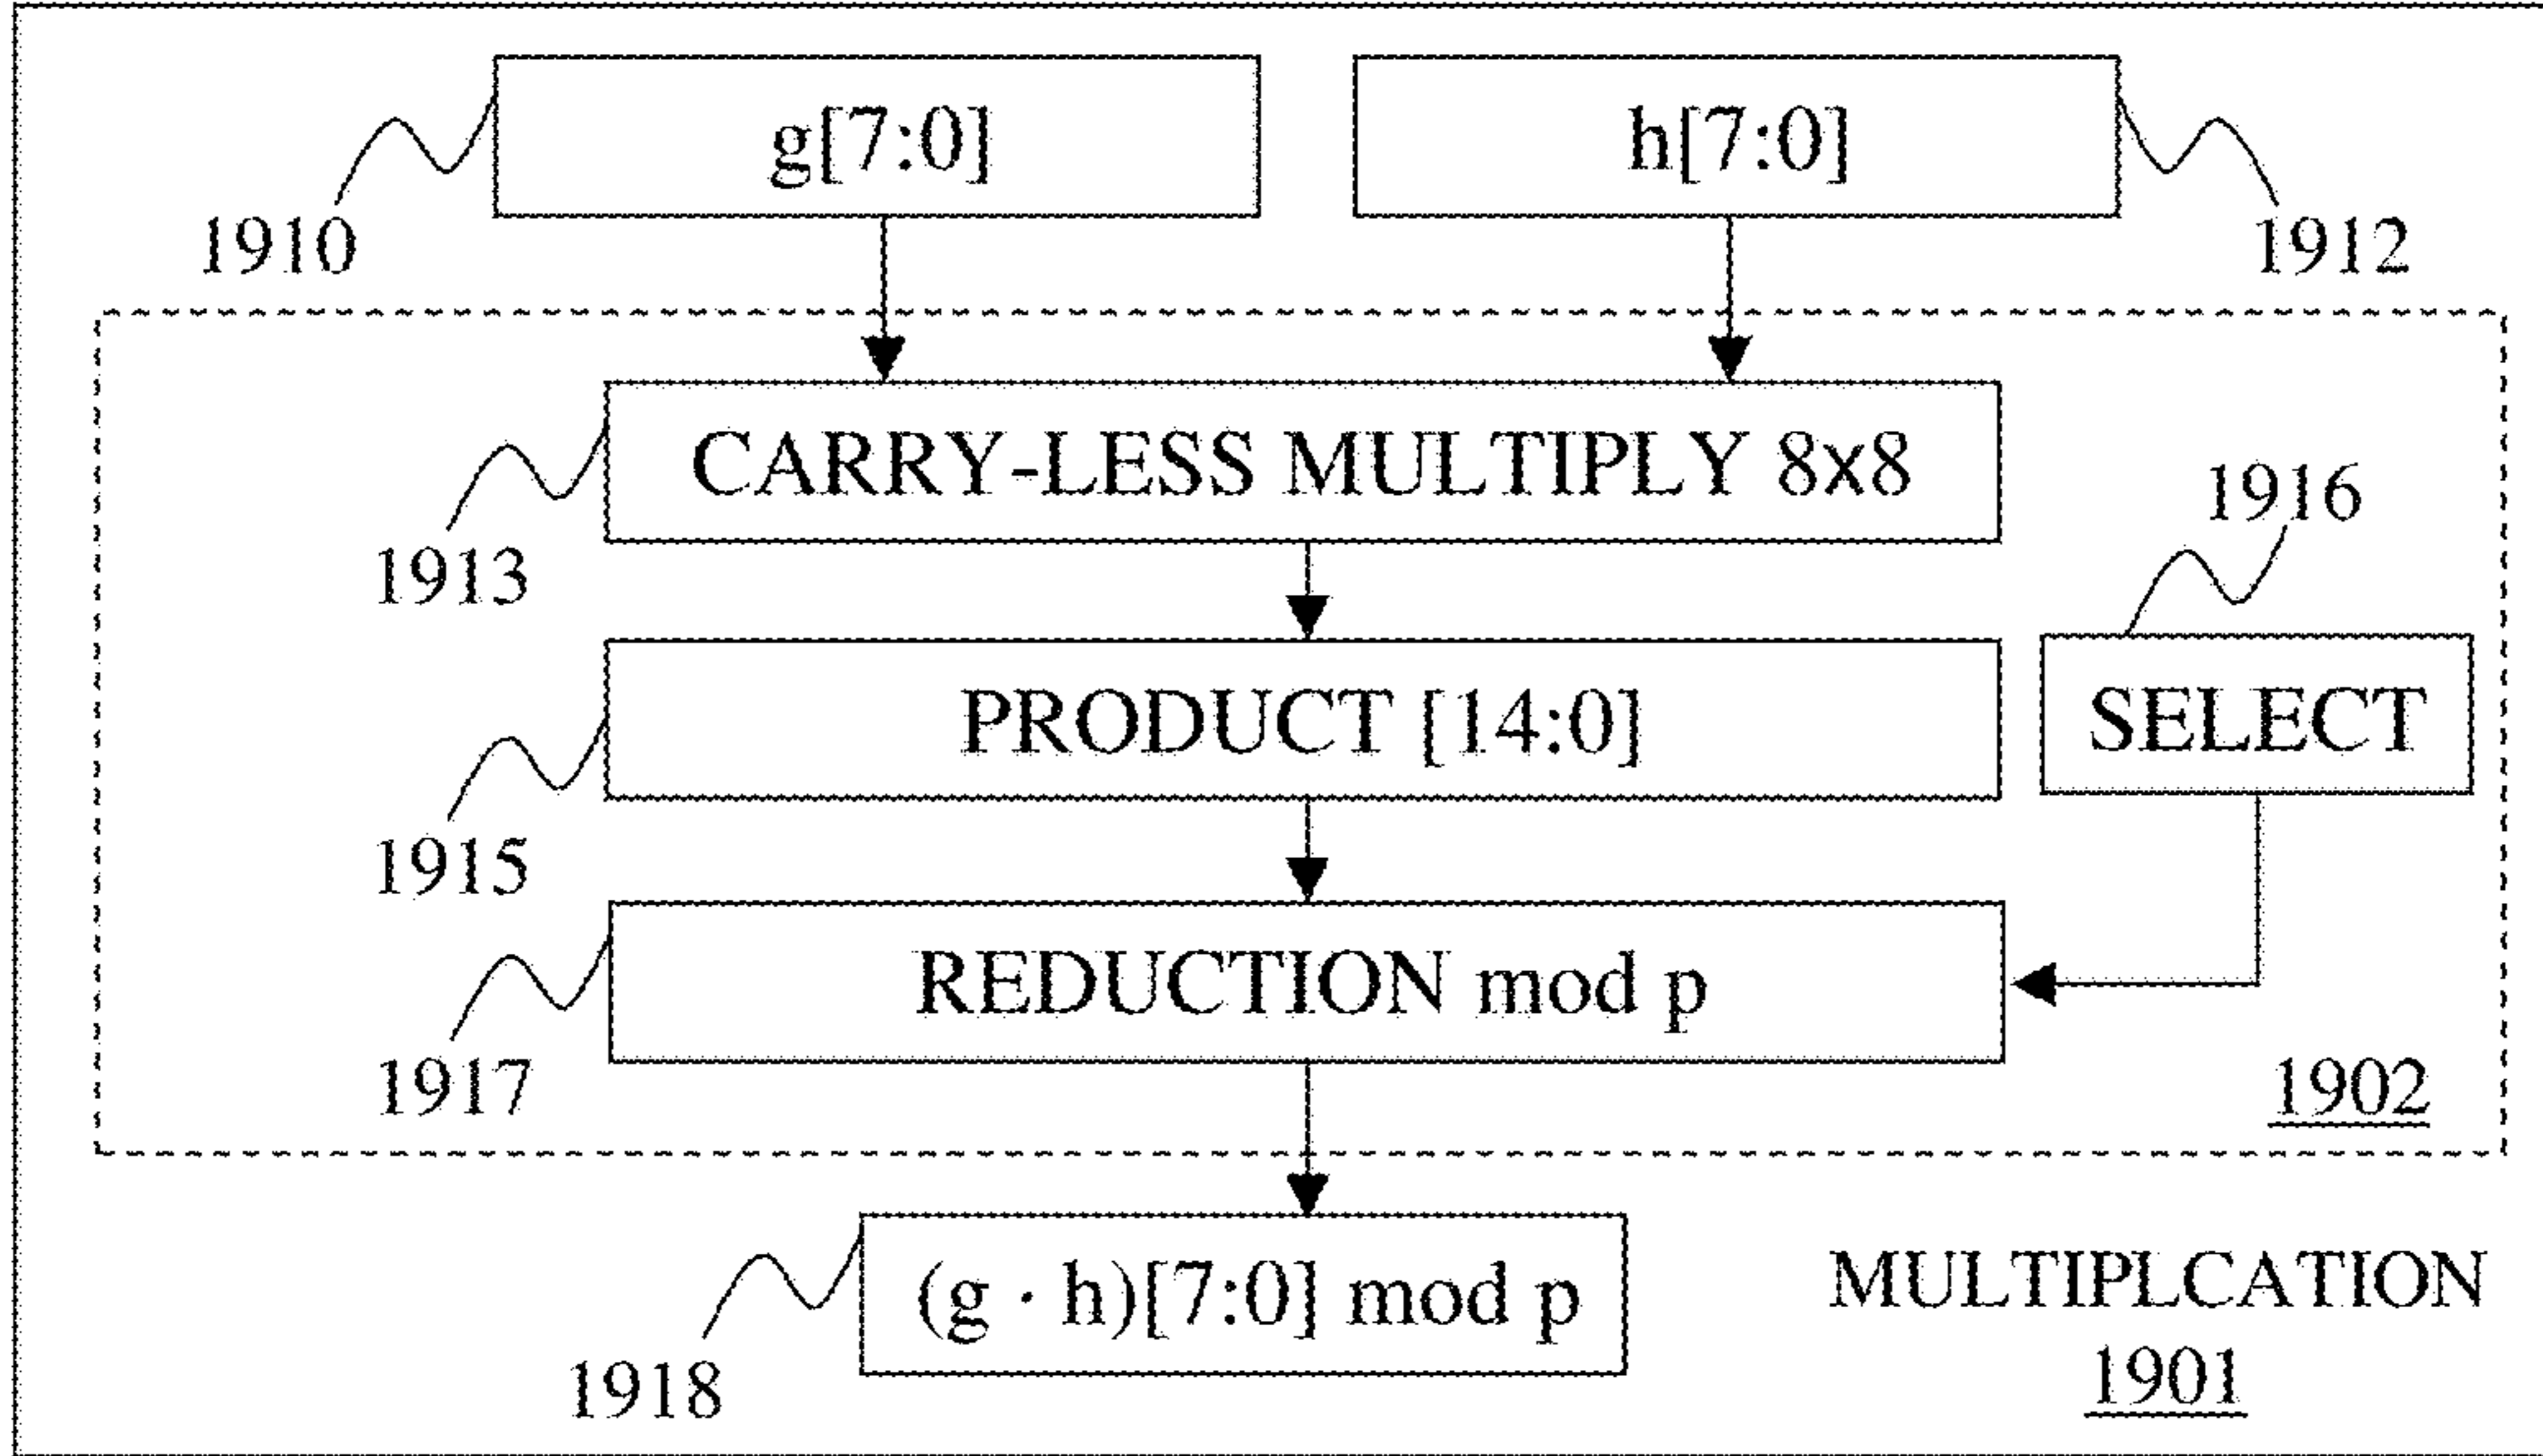 g[7:0]
h[7:0]
1910
1912
CARRY-LESS MULTIPLY 8x8
1916
1913
PRODUCT [14:0]
SELECT
1915
REDUCTION mod p
1917
1902
(g · h)[7:0] mod p
MULTIPLCATION
1918
1901